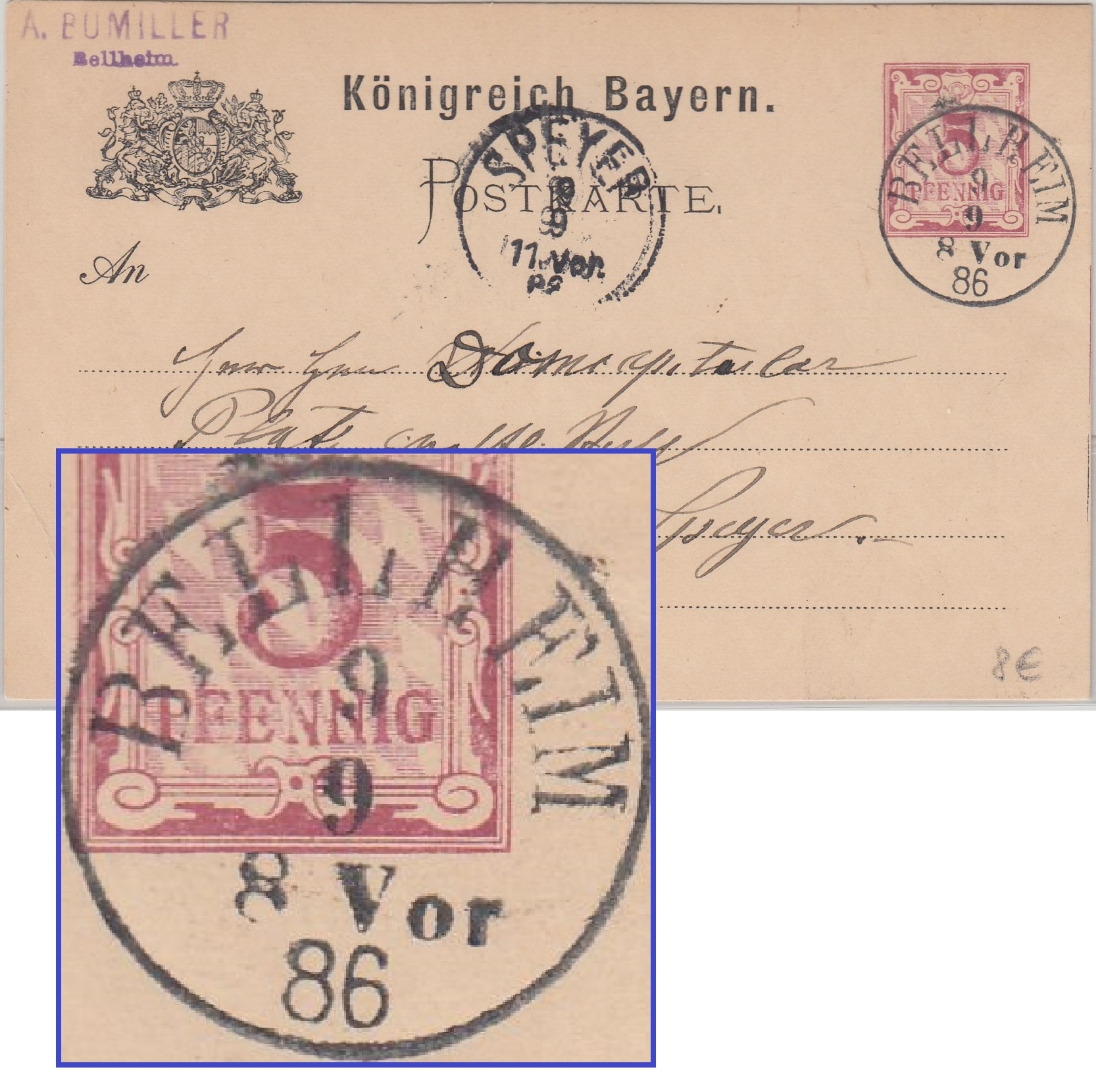 A. BUMILLER
Bellheim.
Königreich Bayern.
POSTKARTE.
SPEYER
9
9
11.Vor.
86
5
PFENNIG
BELLHEIM
9
9
8 Vor
86
An
Domcapitular
Speyer.
8€
5
PFENNIG
BELLHEIM
9
9
8 Vor
86